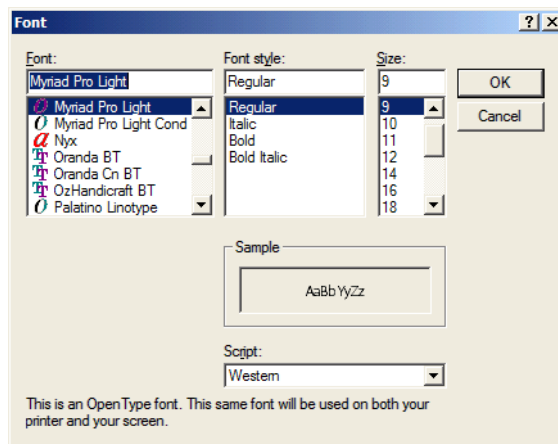 Font
Font:
Font style:
Size:
Myriad Pro Light
Regular
9
OK
Cancel
Myriad Pro Light
Myriad Pro Light Cond
Nyx
Oranda BT
Oranda Cn BT
OzHandicraft BT
Palatino Linotype
Regular
Italic
Bold
Bold Italic
9
10
11
12
14
16
18
Sample
AaBbYyZz
Script:
Western
This is an OpenType font. This same font will be used on both your
printer and your screen.